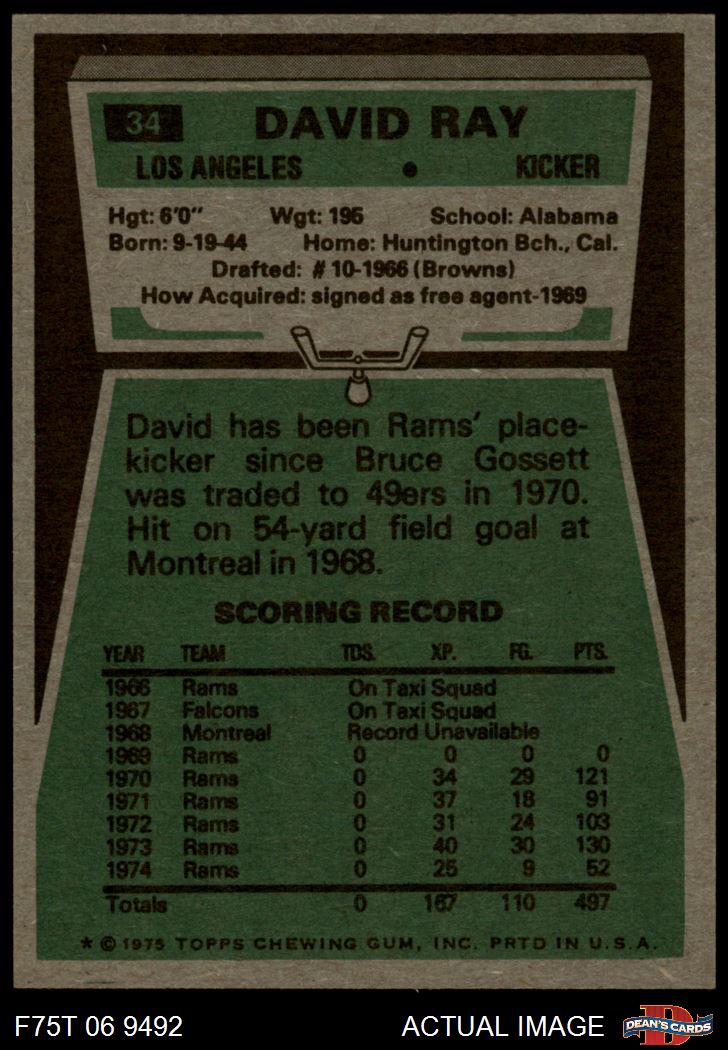 34 DAVID RAY
LOS ANGELES • KICKER
Hgt: 6'0" Wgt: 195 School: Alabama
Born: 9-19-44 Home: Huntington Bch., Cal.
Drafted: #10-1966 (Browns)
How Acquired: signed as free agent-1969
David has been Rams' place-
kicker since Bruce Gossett
was traded to 49ers in 1970.
Hit on 54-yard field goal at
Montreal in 1968.
SCORING RECORD
YEAR TEAM TDS. XP. FG. PTS.
1966 Rams On Taxi Squad
1967 Falcons On Taxi Squad
1968 Montreal Record Unavailable
1969 Rams 0 0 0 0
1970 Rams 0 34 29 121
1971 Rams 0 37 18 91
1972 Rams 0 31 24 103
1973 Rams 0 40 30 130
1974 Rams 0 25 9 52
Totals 0 167 110 497
* © 1975 TOPPS CHEWING GUM, INC. PRTD IN U.S.A.
F75T 06 9492 ACTUAL IMAGE D DEAN'S CARDS